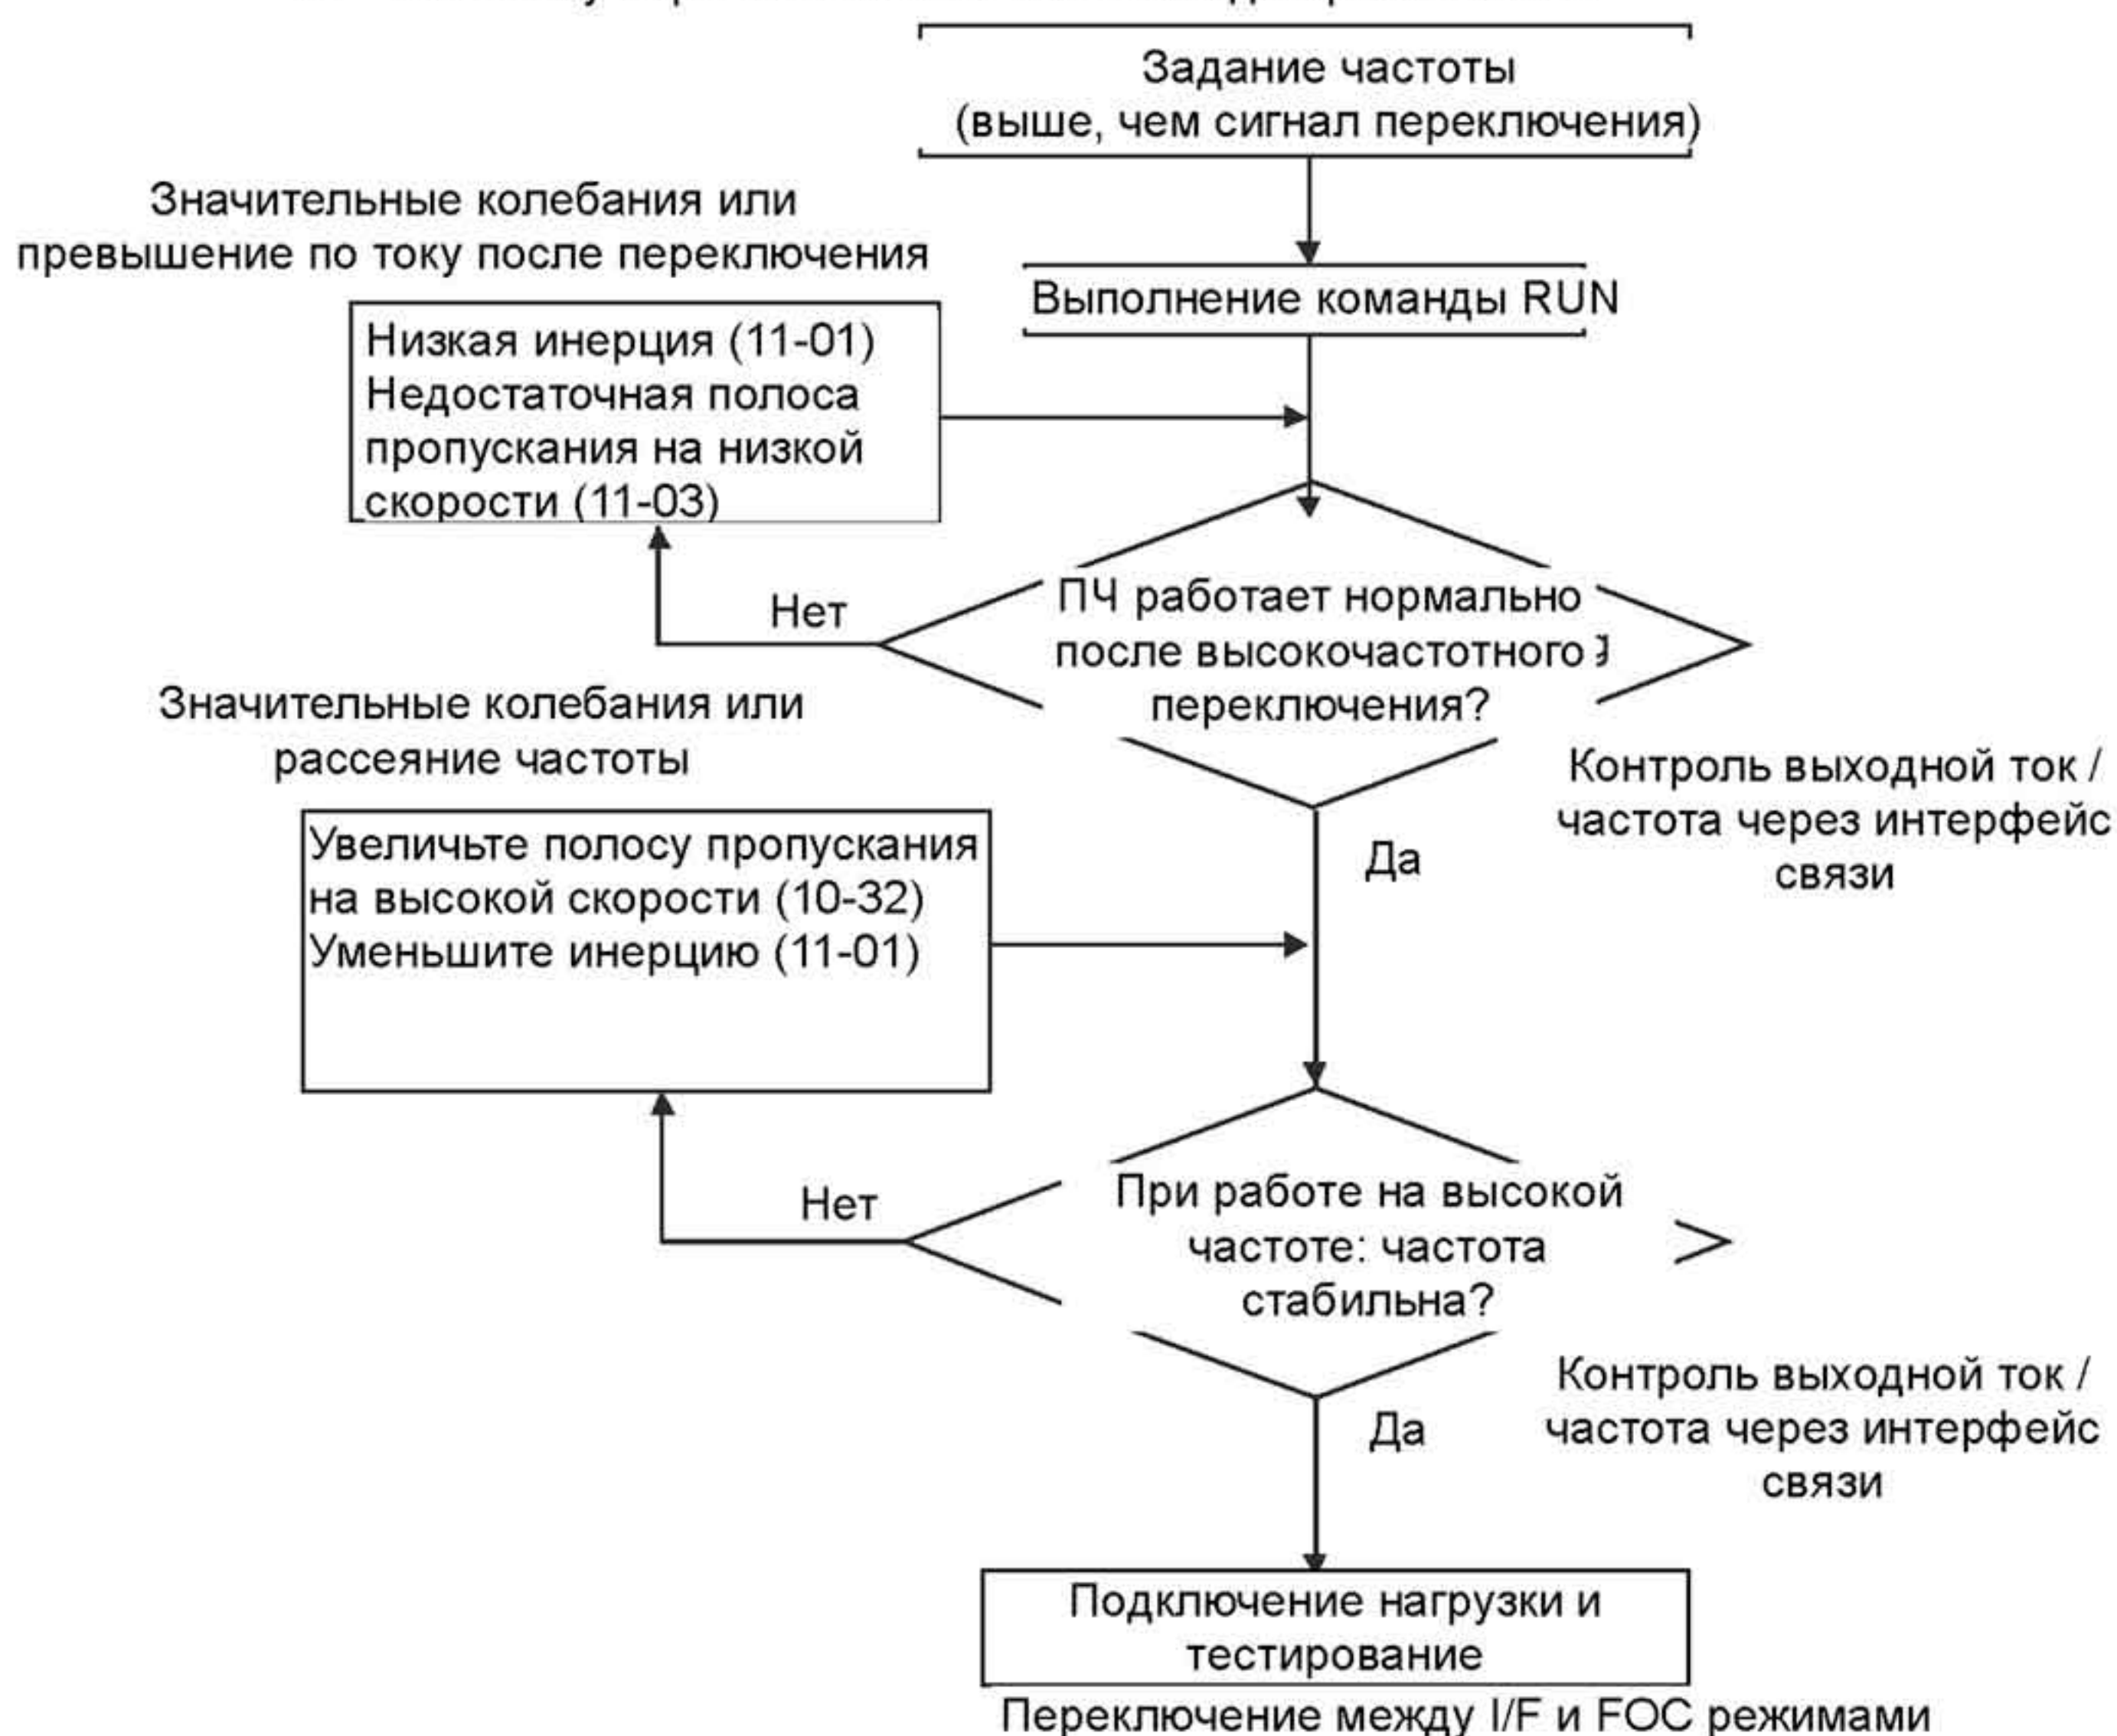 Задание частоты
(выше, чем сигнал переключения)
Значительные колебания или
превышение по току после переключения
Выполнение команды RUN
Низкая инерция (11-01)
Недостаточная полоса
пропускания на низкой
скорости (11-03)
Нет
ПЧ работает нормально
после высокочастотного
переключения?
Значительные колебания или
рассеяние частоты
Контроль выходной ток /
частота через интерфейс
связи
Да
Увеличьте полосу пропускания
на высокой скорости (10-32)
Уменьшите инерцию (11-01)
Нет
При работе на высокой
частоте: частота
стабильна?
Контроль выходной ток /
частота через интерфейс
связи
Да
Подключение нагрузки и
тестирование
Переключение между I/F и FOC режимами